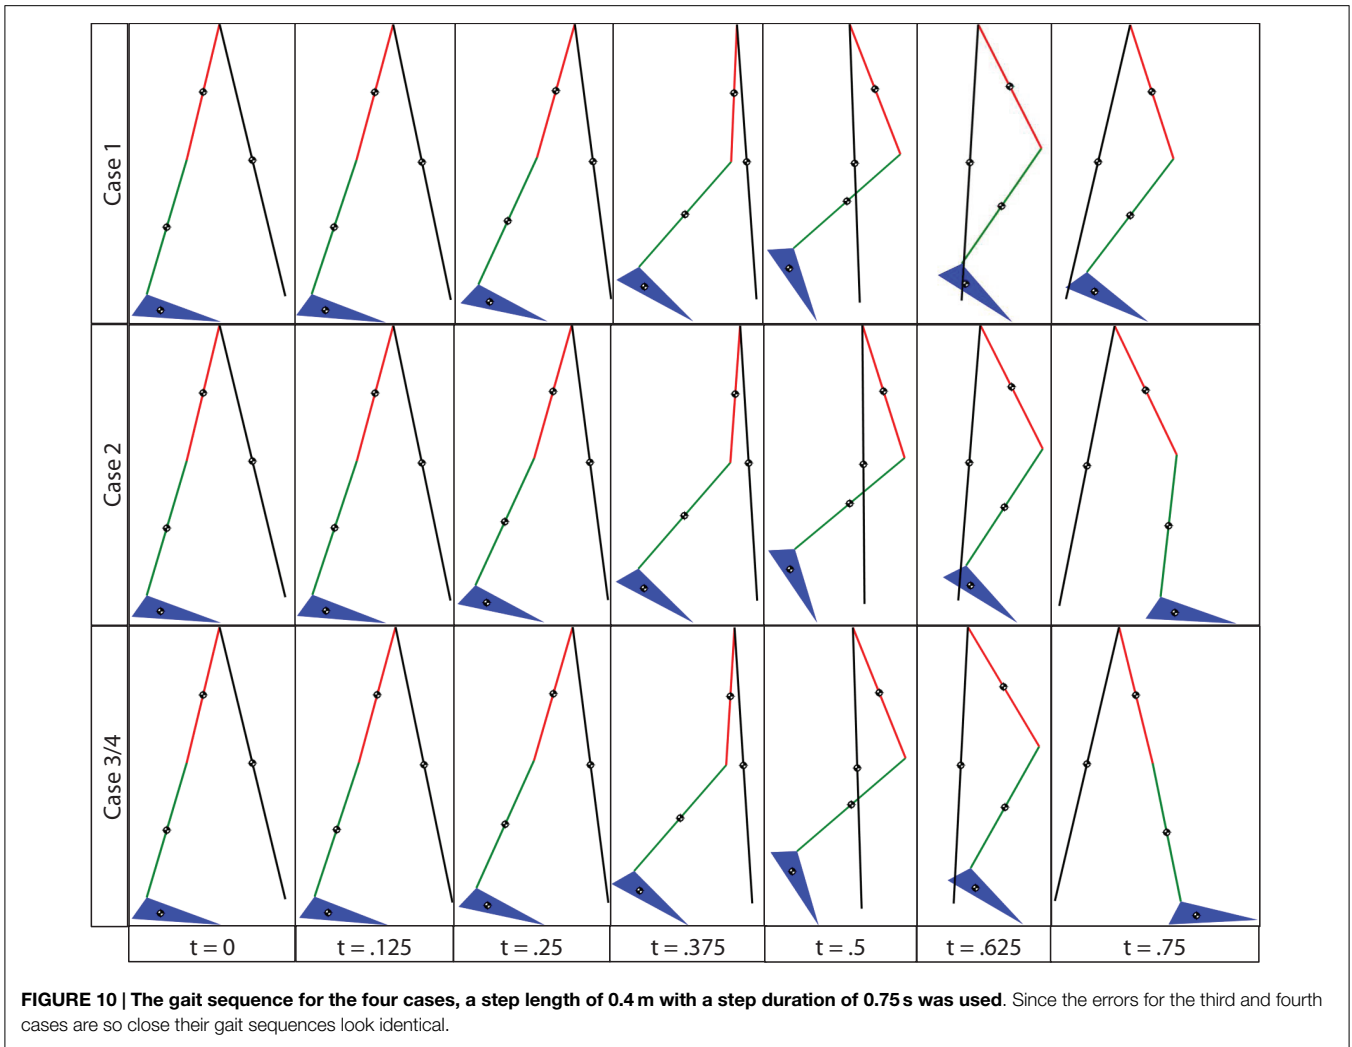 Case 1
Case 2
Case 3/4
t = 0
t = .125
t = .25
t = .375
t = .5
t = .625
t = .75
FIGURE 10 | The gait sequence for the four cases, a step length of 0.4 m with a step duration of 0.75 s was used. Since the errors for the third and fourth
cases are so close their gait sequences look identical.